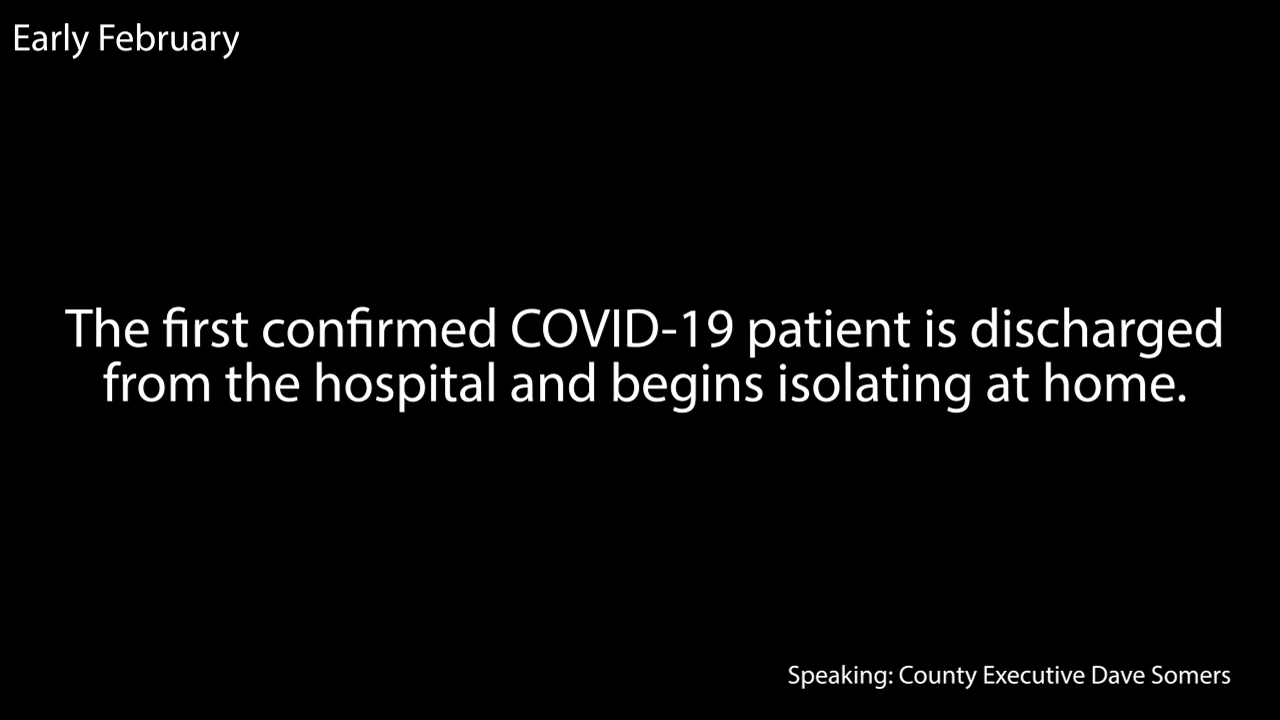 Early February
The first confirmed COVID-19 patient is discharged
from the hospital and begins isolating at home.
Speaking: County Executive Dave Somers